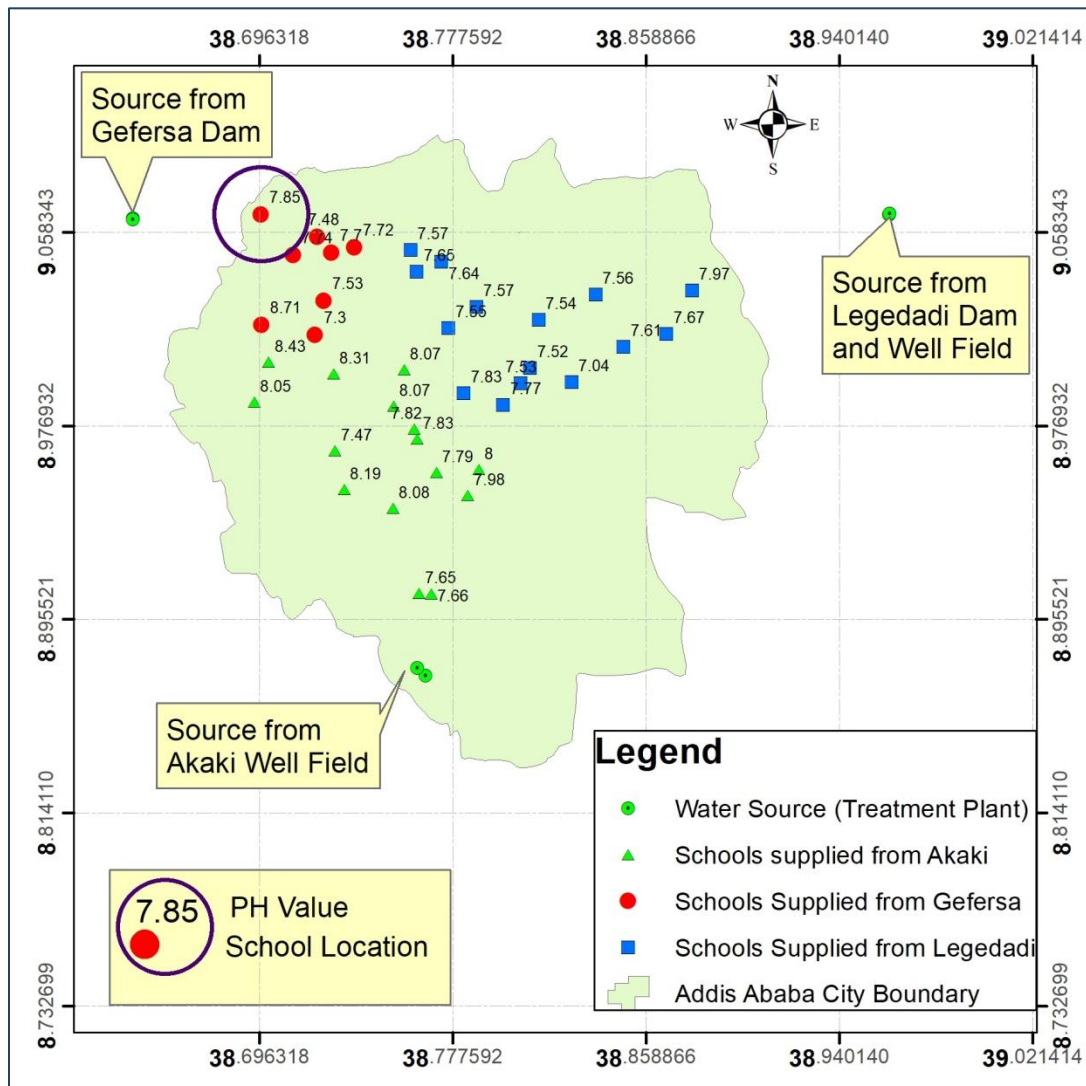 38.696318 38.777592 38.858866 38.940140 39.021414
Source from
Gefersa Dam
N
W E
S
7.85
9.058343
9.058343
7.48
7.74
7.7
7.72
7.57
7.65
7.64
7.53
7.57
7.56
7.97
Source from
Legedadi Dam
and Well Field
8.71
7.3
7.55
7.54
7.61
7.67
8.43
8.31
8.07
7.52
7.53
7.04
8.05
8.07
7.83
7.77
8.976932
8.976932
7.82
7.83
7.47
7.79
8
8.19
8.08
7.98
7.65
7.66
8.895521
8.895521
Source from
Akaki Well Field
Legend
Water Source (Treatment Plant)
Schools supplied from Akaki
Schools Supplied from Gefersa
Schools Supplied from Legedadi
Addis Ababa City Boundary
8.814110
8.814110
7.85 PH Value
School Location
8.732699
8.732699
38.696318 38.777592 38.858866 38.940140 39.021414